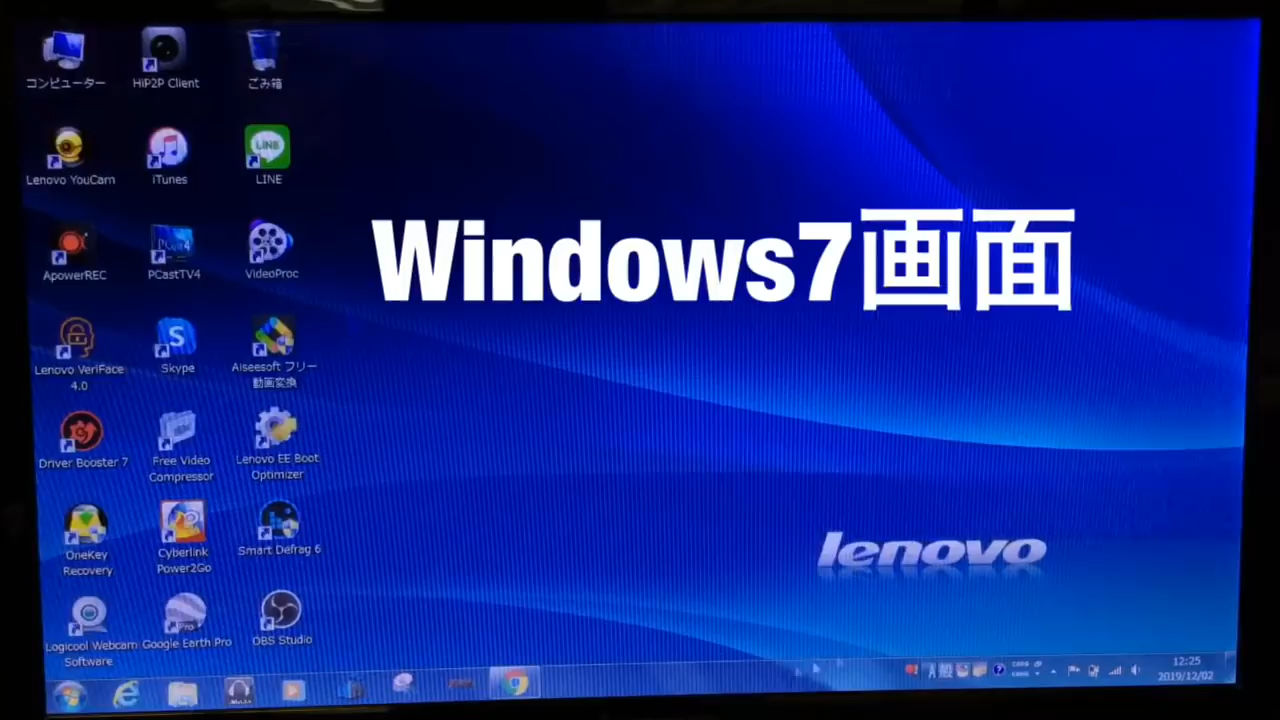 コンピューター
HiP2P Client
ごみ箱
Lenovo YouCam
iTunes
LINE
LINE
ApowerREC
PCastTV4
VideoProc
Windows7画面
Lenovo VeriFace
4.0
S
Skype
Aiseesoft フリー
動画変換
Driver Booster 7
Free Video
Compressor
Lenovo EE Boot
Optimizer
OneKey
Recovery
Cyberlink
Power2Go
Smart Defrag 6
lenovo
Logicool Webcam
Software
Pro
Google Earth Pro
OBS Studio
A 般
12:25
2019/12/02